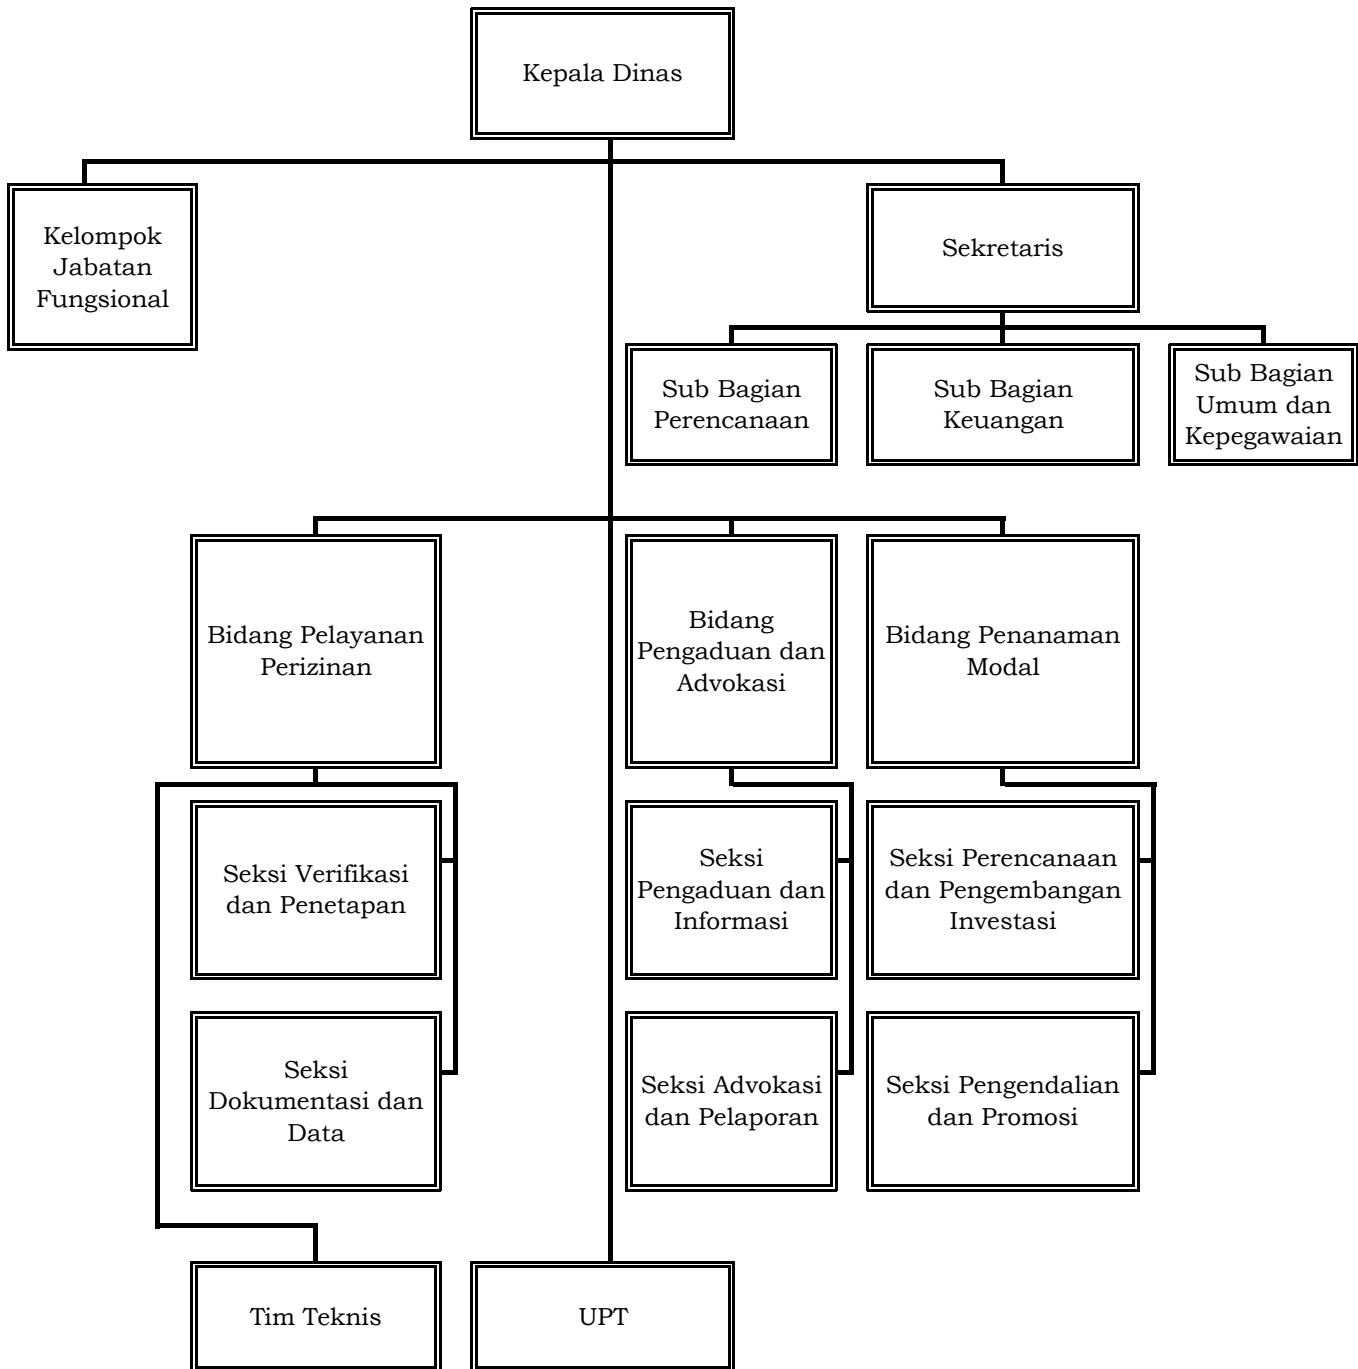 Kepala Dinas
Kelompok
Jabatan
Fungsional
Sekretaris
Sub Bagian
Perencanaan
Sub Bagian
Keuangan
Sub Bagian
Umum dan
Kepegawaian
Bidang Pelayanan
Perizinan
Bidang
Pengaduan dan
Advokasi
Bidang Penanaman
Modal
Seksi Verifikasi
dan Penetapan
Seksi
Pengaduan dan
Informasi
Seksi Perencanaan
dan Pengembangan
Investasi
Seksi
Dokumentasi dan
Data
Seksi Advokasi
dan Pelaporan
Seksi Pengendalian
dan Promosi
Tim Teknis
UPT